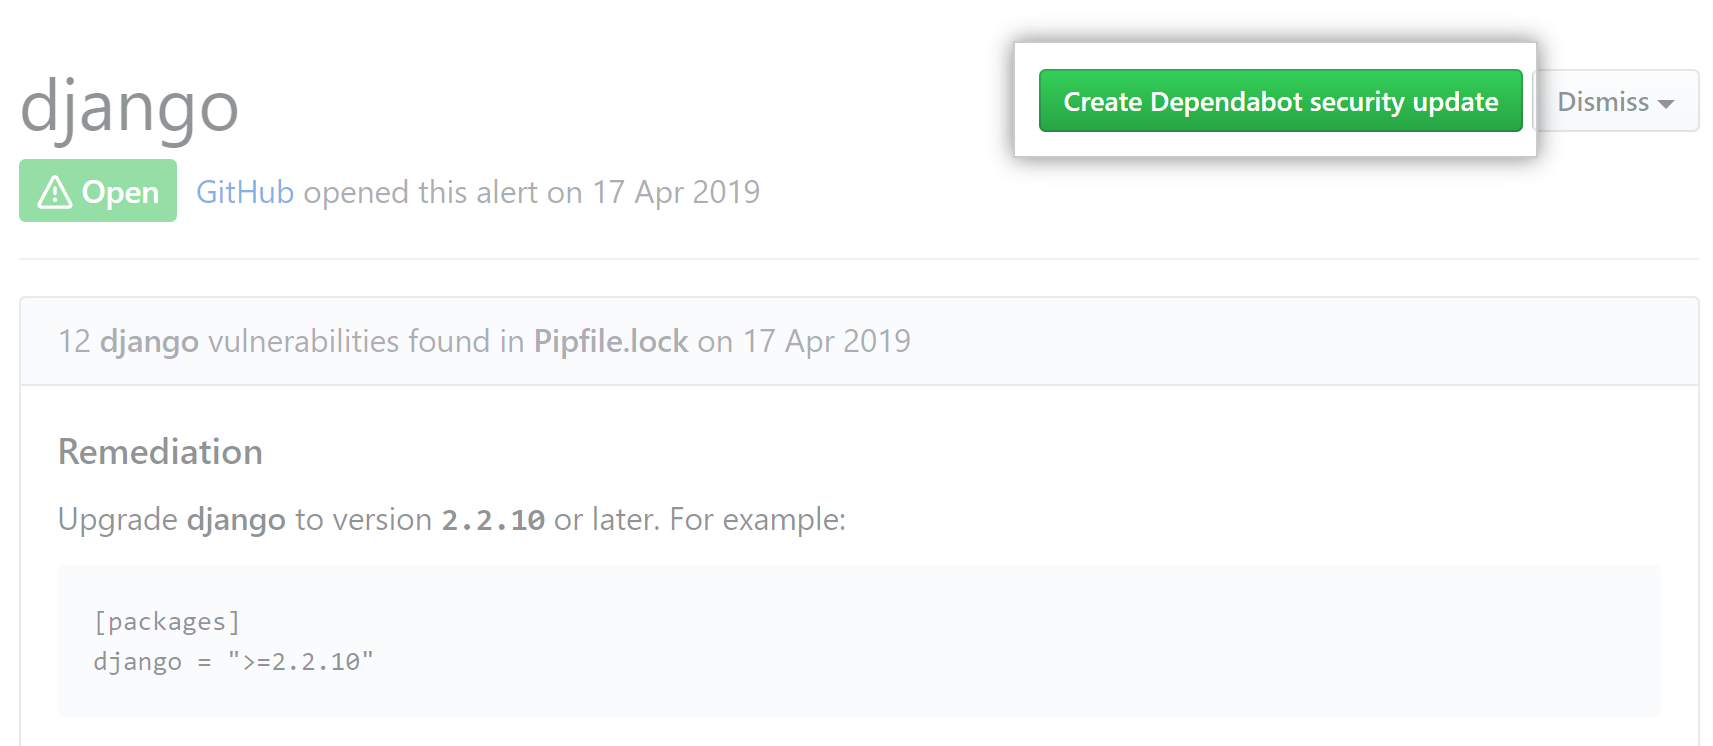 django
Create Dependabot security update
Dismiss
Open
GitHub opened this alert on 17 Apr 2019
12 django vulnerabilities found in Pipfile.lock on 17 Apr 2019
Remediation
Upgrade django to version 2.2.10 or later. For example:
[packages]
django = ">=2.2.10"